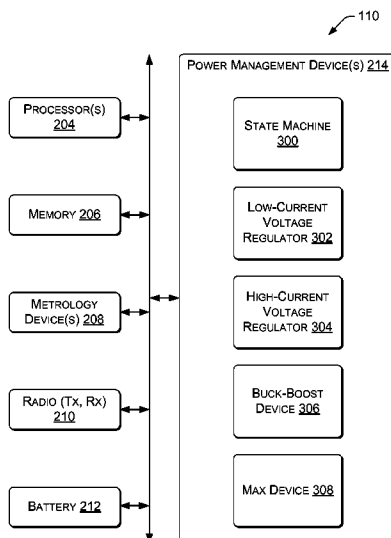 110
POWER MANAGEMENT DEVICE(S) 214
PROCESSOR(S)
204
STATE MACHINE
300
MEMORY 206
LOW-CURRENT
VOLTAGE
REGULATOR 302
METROLOGY
DEVICE(S) 208
HIGH-CURRENT
VOLTAGE
REGULATOR 304
RADIO (TX, RX)
210
BUCK-BOOST
DEVICE 306
BATTERY 212
MAX DEVICE 308